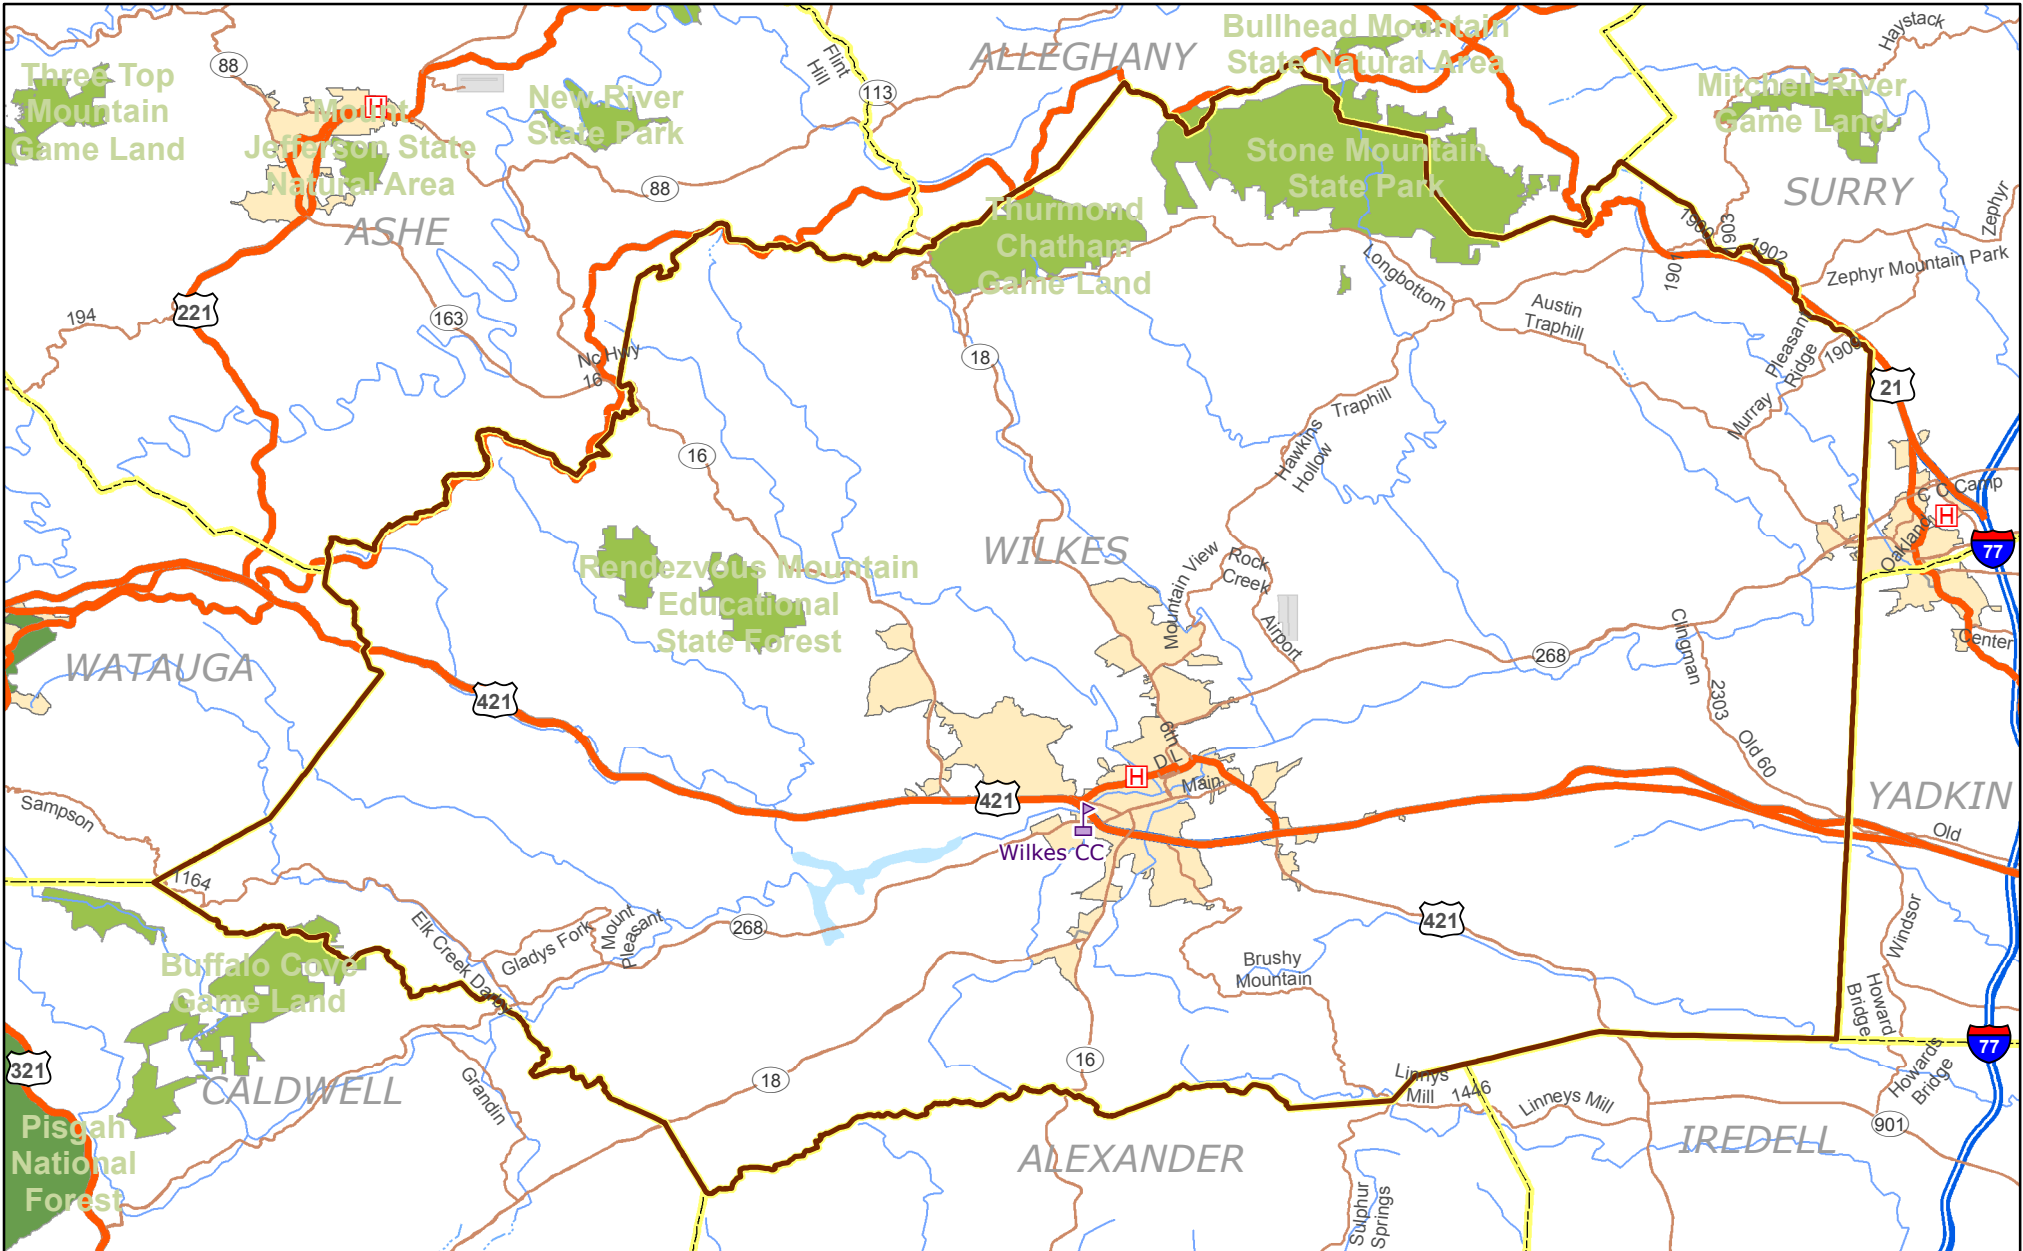 Bullhead Mountain
State Natural Area
ALLEGHANY
Haystack
Flint
Hill
88
Three Top
Mountain
Game Land
H
Mount
Jefferson State
Natural Area
New River
State Park
113
Mitchell River
Game Land
Stone Mountain
State Park
88
SURRY
ASHE
Thurmond
Chatham
Game Land
Zephyr
1900
1903
1902
1901
Zephyr Mountain Park
Longbottom
Austin
Traphill
221
194
163
Nc Hwy
16
18
Pleasant
Ridge
1900
21
Traphill
Murray
Hawkins
Hollow
16
C C Camp
H
Oakland
77
WILKES
Mountain View
Rock
Creek
Rendezvous Mountain
Educational
State Forest
Airport
268
Clingman
Center
WATAUGA
421
2303
6th
Old 60
D L
H
Main
421
YADKIN
Sampson
Old
Wilkes CC
1164
Elk Creek Darby
Gladys Fork
Mount
Pleasant
268
421
Windsor
Brushy
Mountain
Buffalo Cove
Game Land
Howard
Bridge
321
77
16
18
Grandin
Linnys
Mill
1446
Linneys Mill
Howards
Bridge
CALDWELL
901
Pisgah
National
Forest
ALEXANDER
IREDELL
Sulphur
Springs